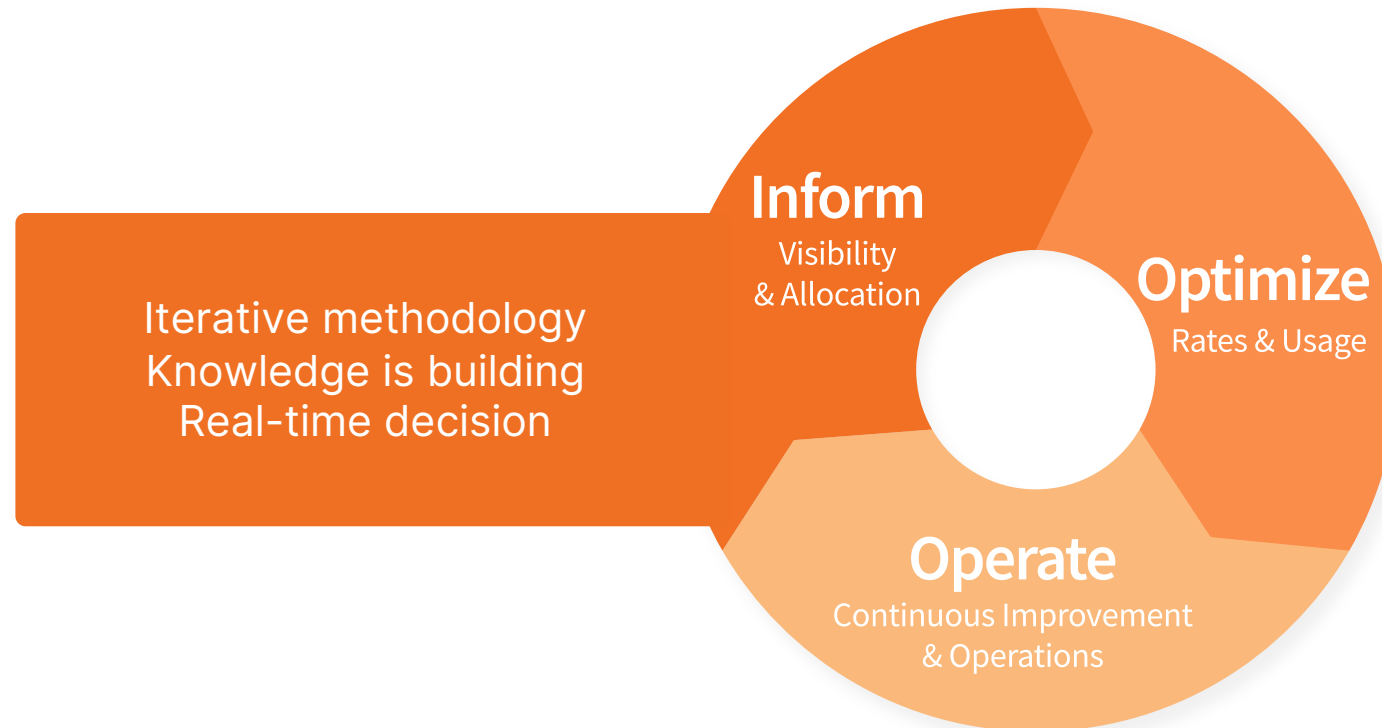 Iterative methodology
Knowledge is building
Real-time decision
Inform
Visibility
& Allocation
Optimize
Rates & Usage
Operate
Continuous Improvement
& Operations